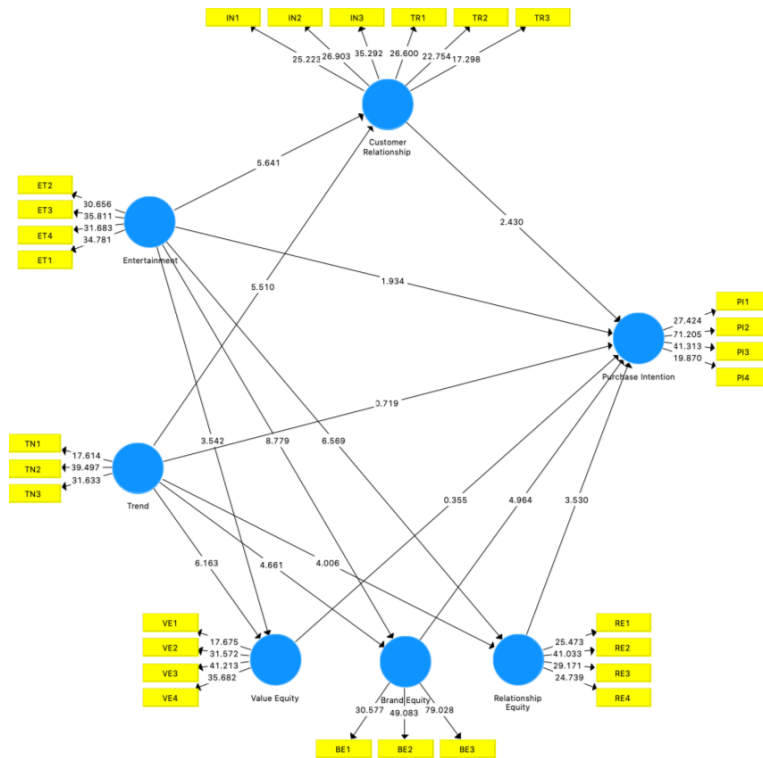 IN1 IN2 IN3 TR1 TR2 TR3
25.223 26.903 35.292 26.600 22.754 17.298
Customer
Relationship
5.641
ET2
ET3
ET4
ET1
30.656
35.811
31.683
34.781
Entertainment
2.430
1.934
5.510
PI1
PI2
PI3
PI4
27.424
71.205
41.313
19.870
Purchase Intention
0.719
3.542 8.779 6.569
TN1
TN2
TN3
17.614
39.497
31.633
Trend
0.355 4.964 3.530
6.163 4.661 4.006
VE1
VE2
VE3
VE4
17.675
31.572
41.213
35.682
Value Equity
Brand Equity
30.577 49.083 79.028
BE1 BE2 BE3
Relationship
Equity
25.473
41.033
29.171
24.739
RE1
RE2
RE3
RE4